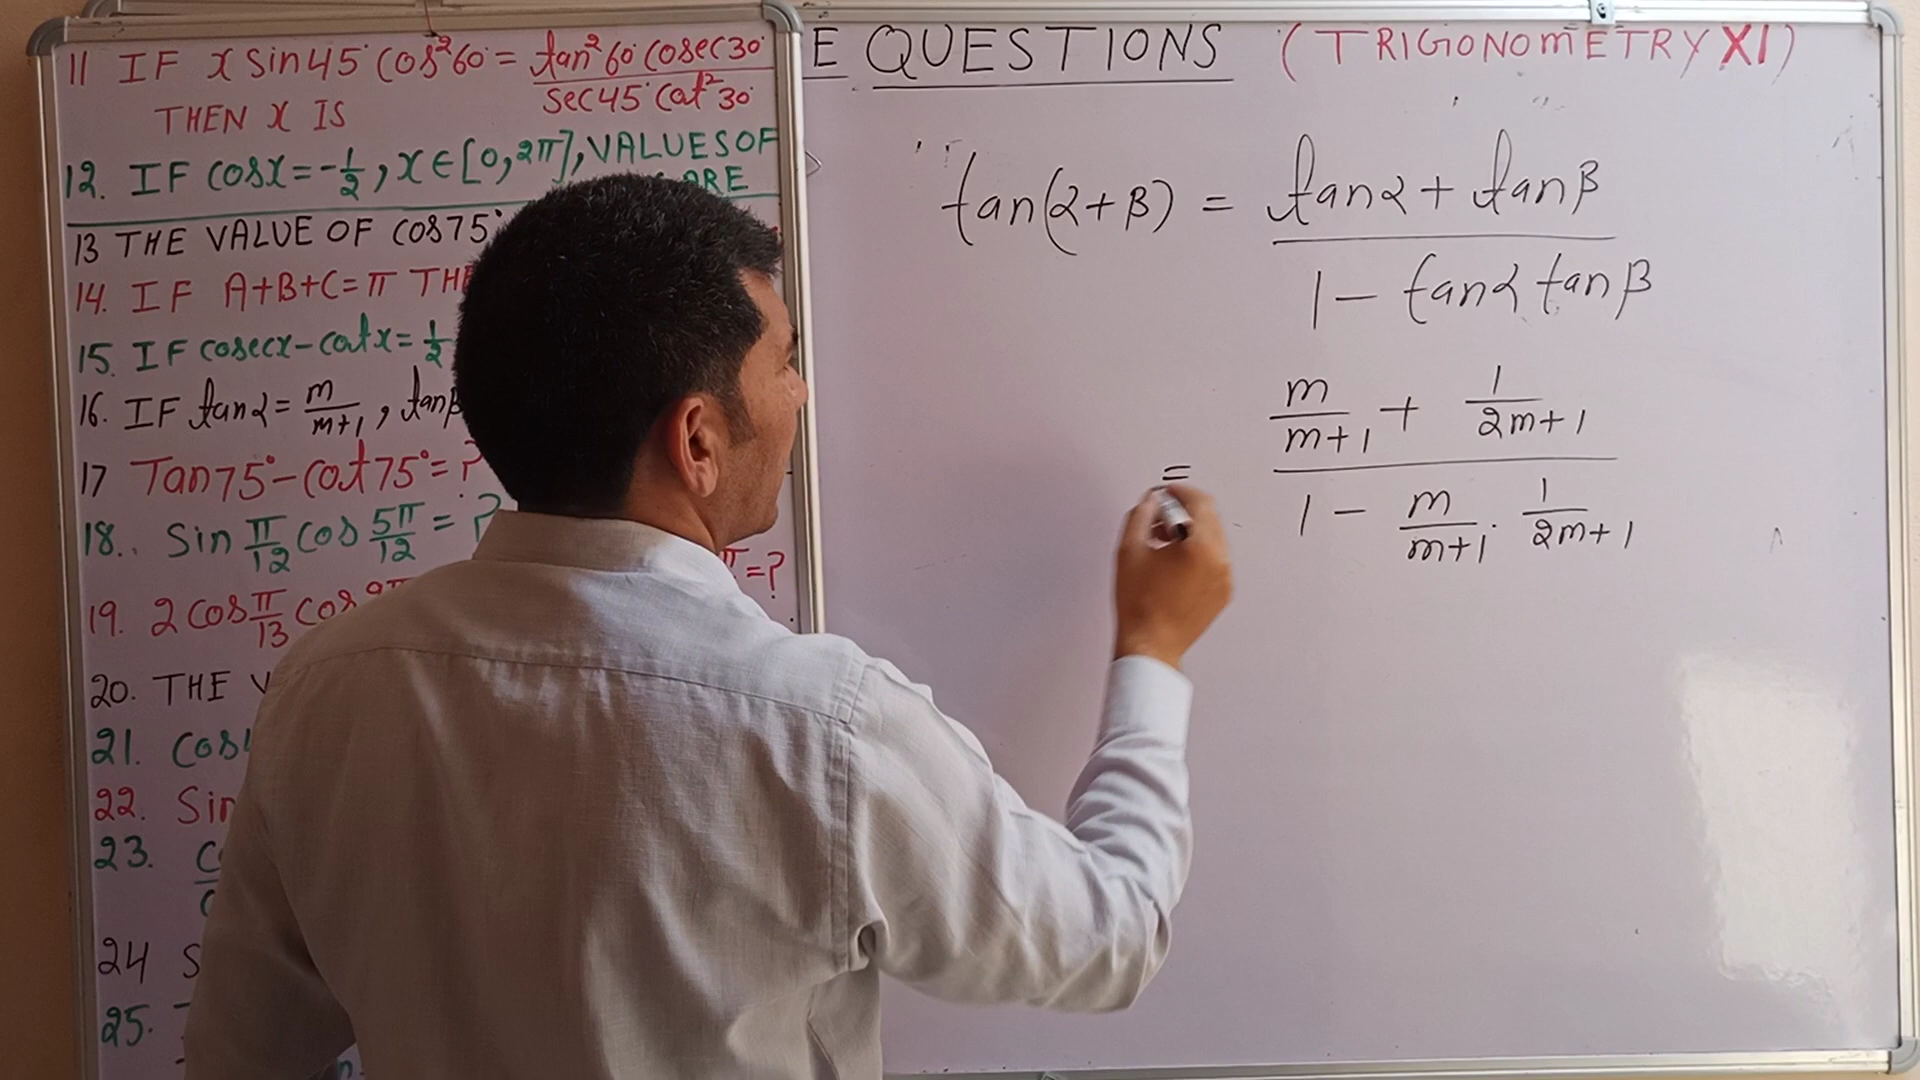 11 IF x sin45° cos²60° = tan²60° cosec30° / sec45° cot²30°
THEN x IS
12. IF cosx = -1/2, x ∈ [0, 2π], VALUES OF
ARE
13 THE VALUE OF COS75°
14. IF A+B+C=π
15. IF cosecx - cotx = 1/2
16. IF tanα = m/m+1, tanβ
17 Tan75° - cot75° = ?
18. Sin π/12 cos 5π/12 = ?
19. 2 cos π/13 cos =?
20. THE
21. Cos
22. Sin
23.
24 S
25.
E QUESTIONS (TRIGONOMETRY XI)
tan(α+β) = tanα + tanβ / 1 - tanα tanβ
= m/m+1 + 1/2m+1 / 1 - m/m+1 · 1/2m+1